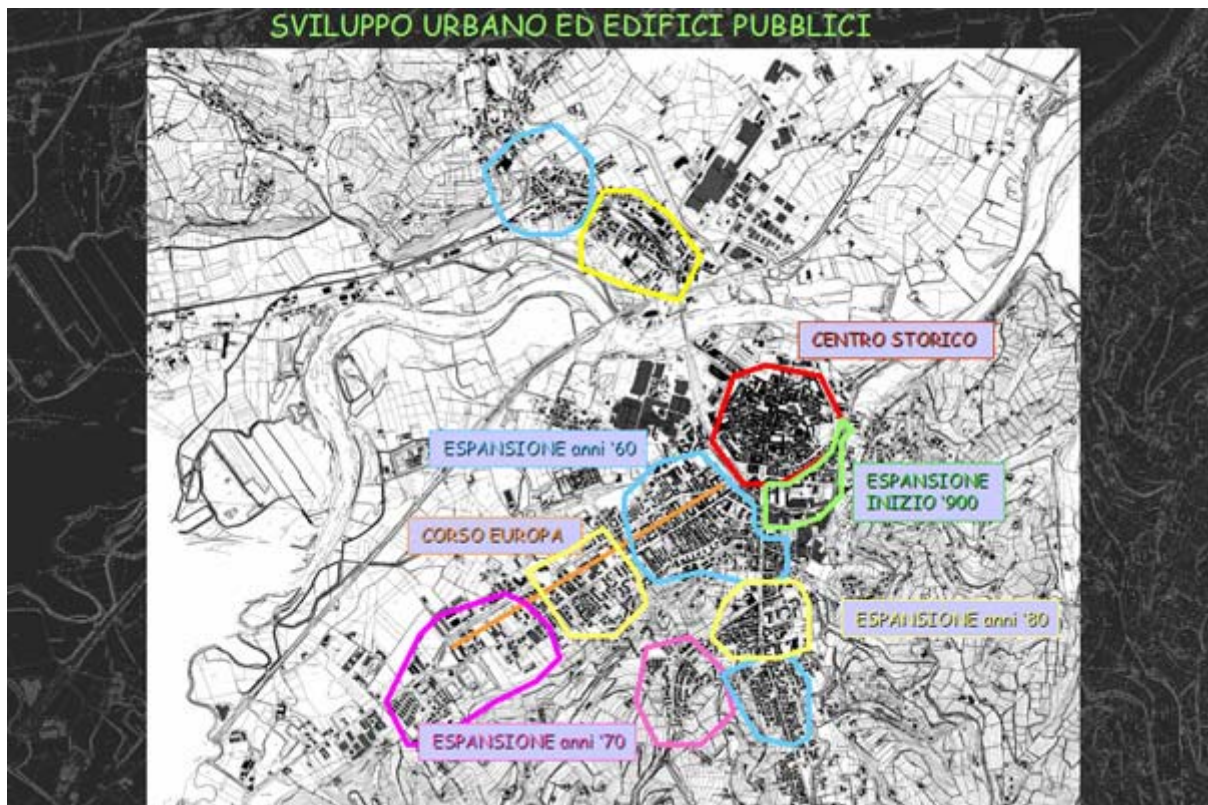 SVILUPPO URBANO ED EDIFICI PUBBLICI
CENTRO STORICO
ESPANSIONE anni '60
ESPANSIONE
INIZIO '900
CORSO EUROPA
ESPANSIONE anni '80
ESPANSIONE anni '70